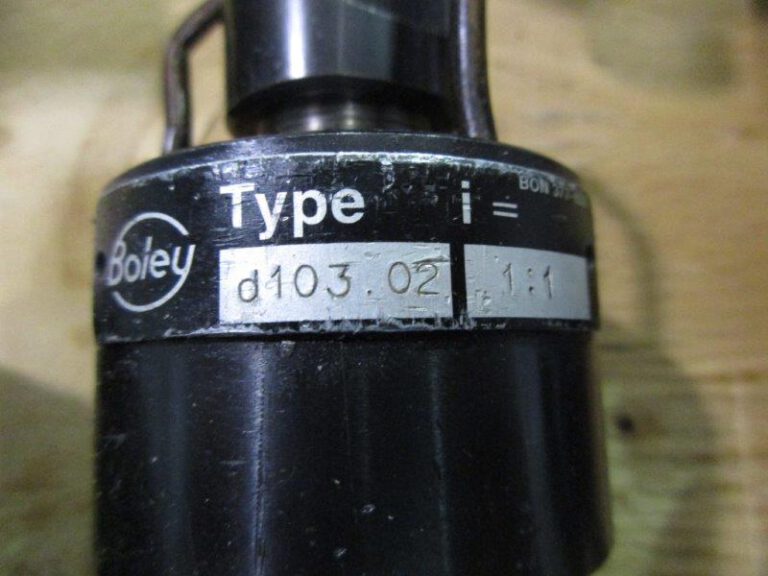 Type i =
Boley
d103.02 1:1